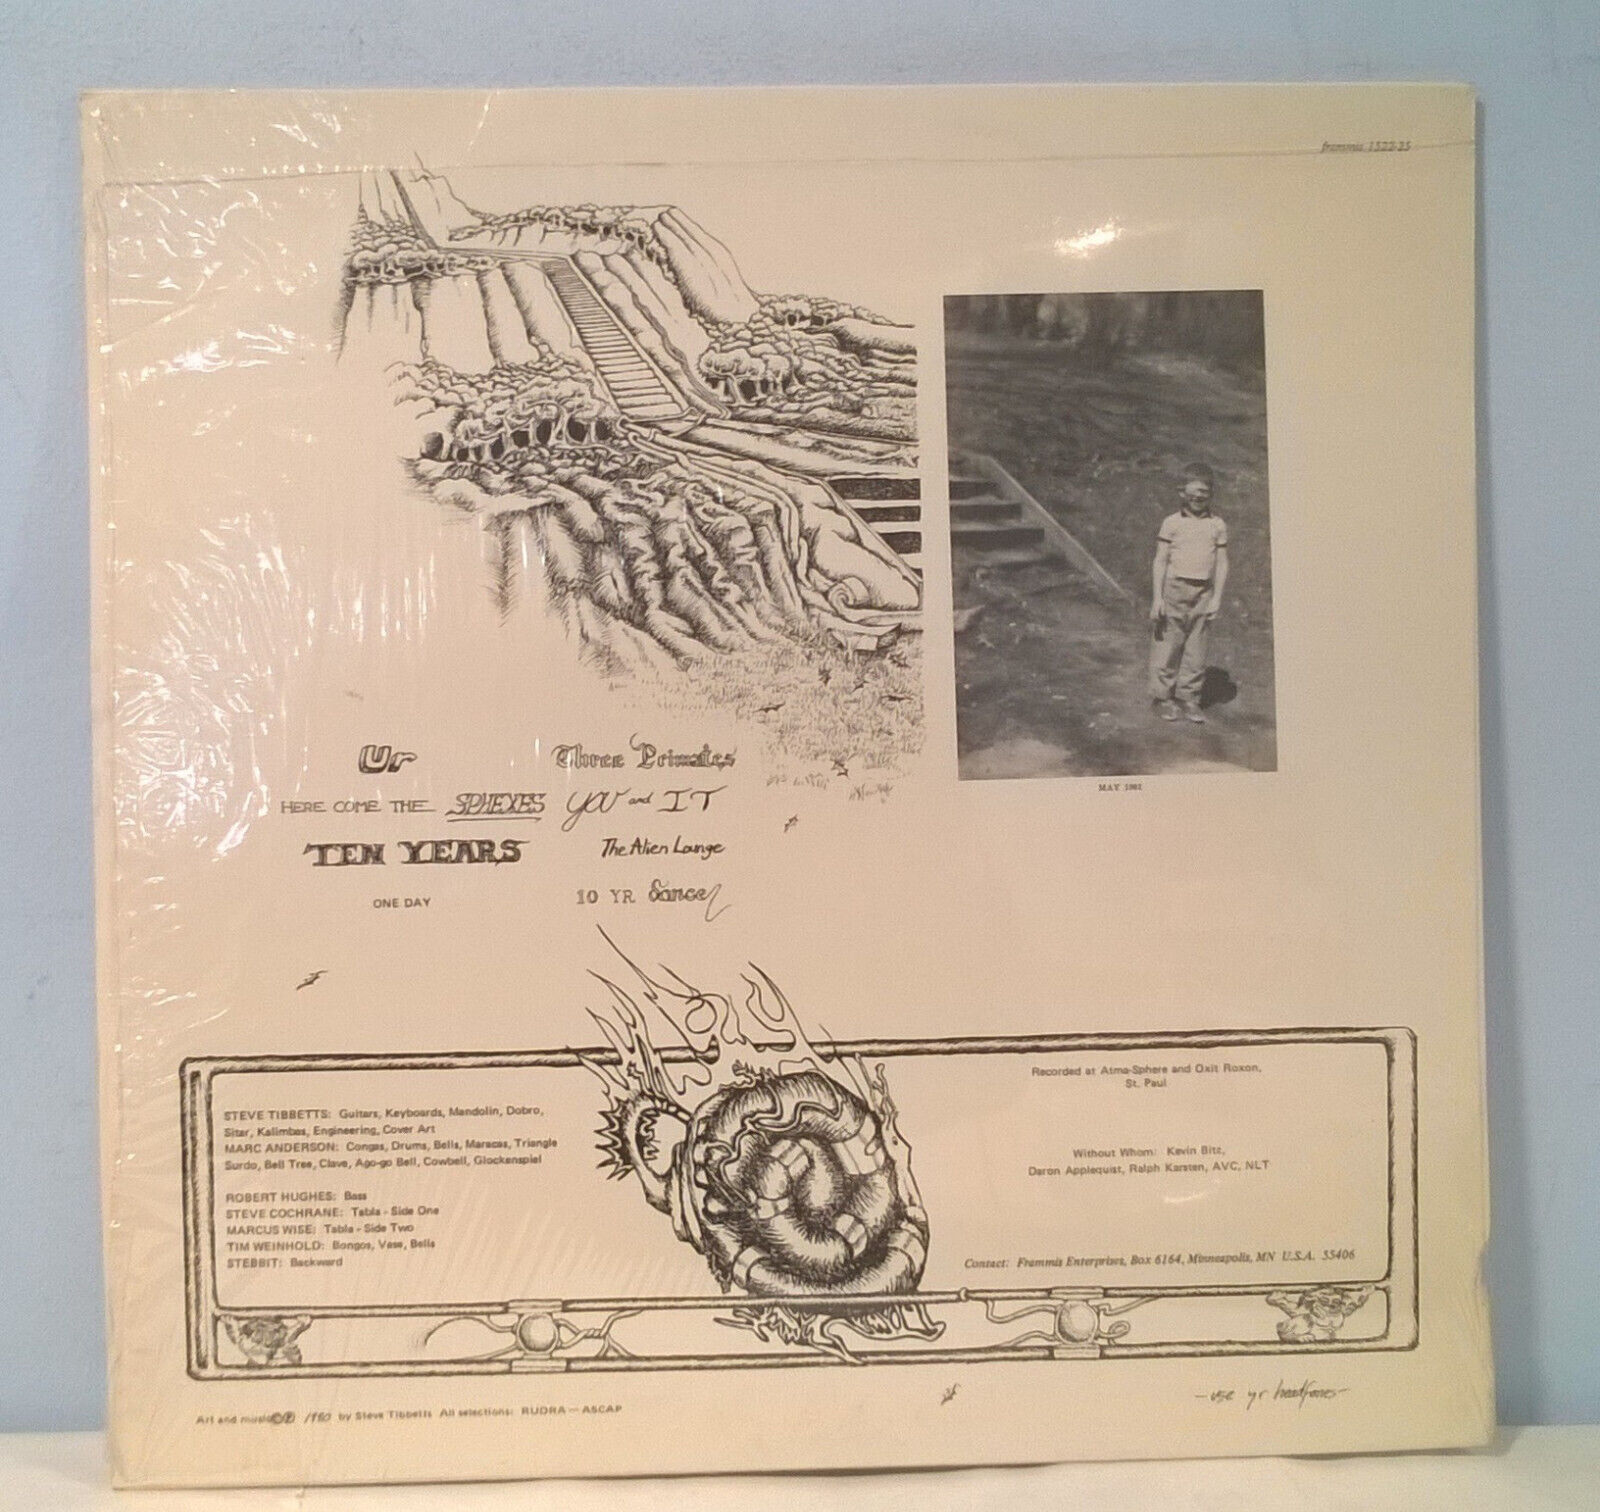 frammis 1522-25
MAY 1961
Ur
HERE COME THE SPHEXES
TEN YEARS
ONE DAY
Three Primates
YOU and IT
The Alien Lounge
10 YR Dance
STEVE TIBBETTS: Guitars, Keyboards, Mandolin, Dobro,
Sitar, Kalimbas, Engineering, Cover Art
MARC ANDERSON: Congas, Drums, Bells, Maracas, Triangle
Surdo, Bell Tree, Clave, Ago-go Bell, Cowbell, Glockenspiel
ROBERT HUGHES: Bass
STEVE COCHRANE: Tabla - Side One
MARCUS WISE: Tabla - Side Two
TIM WEINHOLD: Bongos, Vase, Bells
STEBBIT: Backward
Recorded at Atma-Sphere and Oxit Roxon,
St. Paul
Without Whom: Kevin Bitz,
Daron Applequist, Ralph Karsten, AVC, NLT
Contact: Frammis Enterprises, Box 6164, Minneapolis, MN U.S.A. 55406
Art and music ©℗ 1980 by Steve Tibbetts All selections: RUDRA — ASCAP
-use yr headfones-